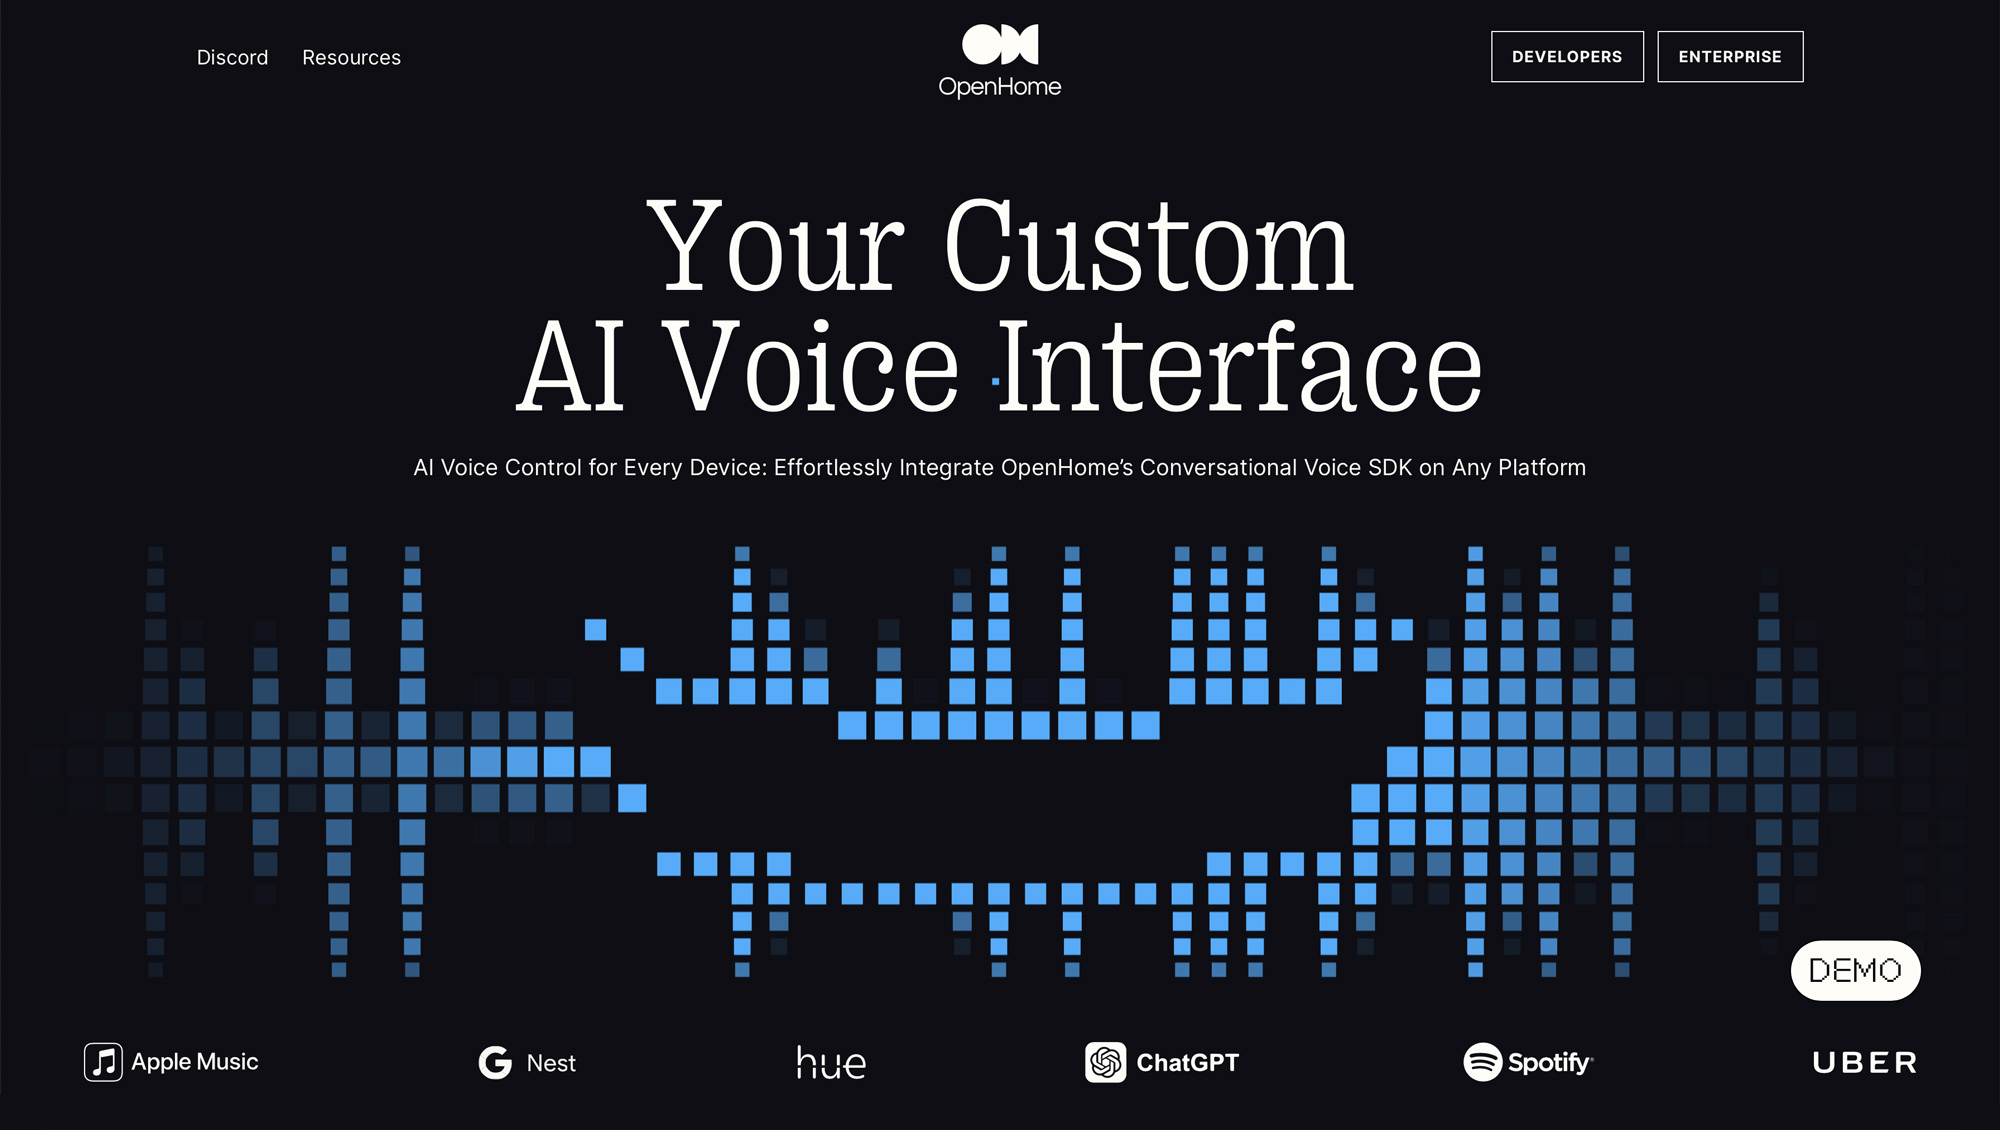 Discord
Resources
OpenHome
DEVELOPERS
ENTERPRISE
Your Custom
AI Voice Interface
AI Voice Control for Every Device: Effortlessly Integrate OpenHome’s Conversational Voice SDK on Any Platform
DEMO
Apple Music
G Nest
hue
ChatGPT
Spotify
UBER